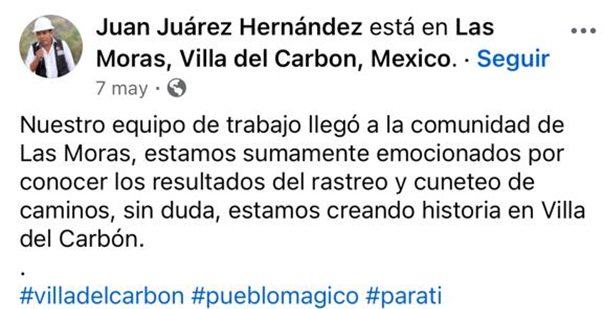 Juan Juárez Hernández está en Las
Moras, Villa del Carbon, Mexico. · Seguir
7 may ·
Nuestro equipo de trabajo llegó a la comunidad de
Las Moras, estamos sumamente emocionados por
conocer los resultados del rastreo y cuneteo de
caminos, sin duda, estamos creando historia en Villa
del Carbón.
.
#villadelcarbon #pueblomagico #parati